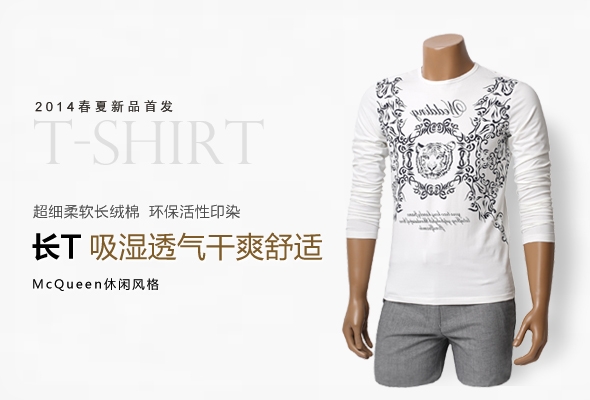 2014春夏新品首发
T-SHIRT
超细柔软长绒棉 环保活性印染
长T 吸湿透气干爽舒适
McQueen休闲风格
Wedding